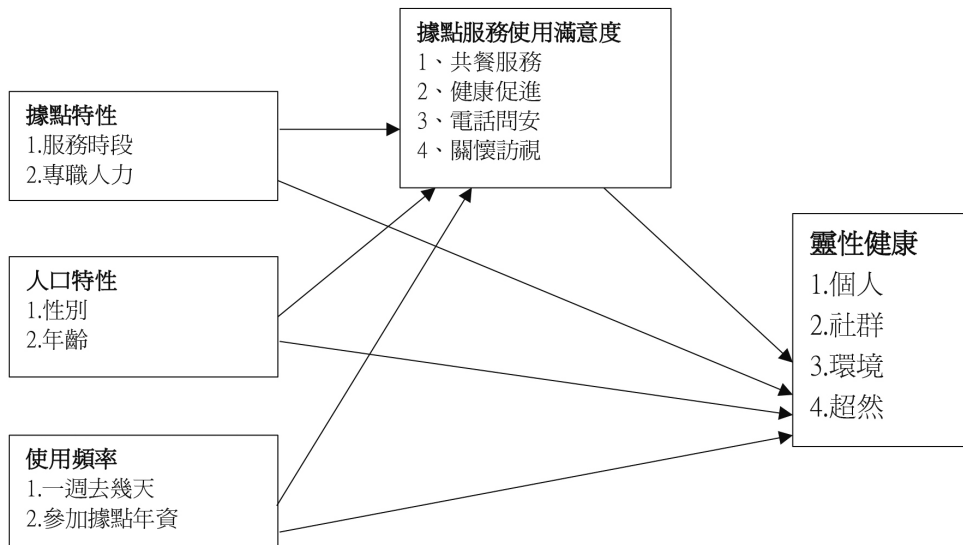 據點服務使用滿意度
1、共餐服務
2、健康促進
3、電話問安
4、關懷訪視
據點特性
1.服務時段
2.專職人力
人口特性
1.性別
2.年齡
使用頻率
1.一週去幾天
2.參加據點年資
靈性健康
1.個人
2.社群
3.環境
4.超然